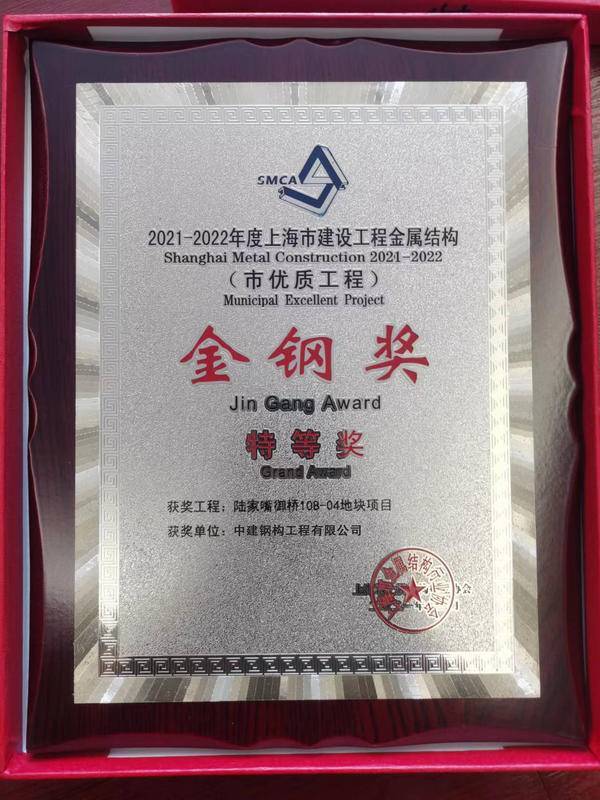 SMCA
2021-2022年度上海市建设工程金属结构
Shanghai Metal Construction 2021-2022
（市优质工程）
Municipal Excellent Project
金钢奖
Jin Gang Award
特等奖
Grand Award
获奖工程：陆家嘴御桥10B-04地块项目
获奖单位：中建钢构工程有限公司